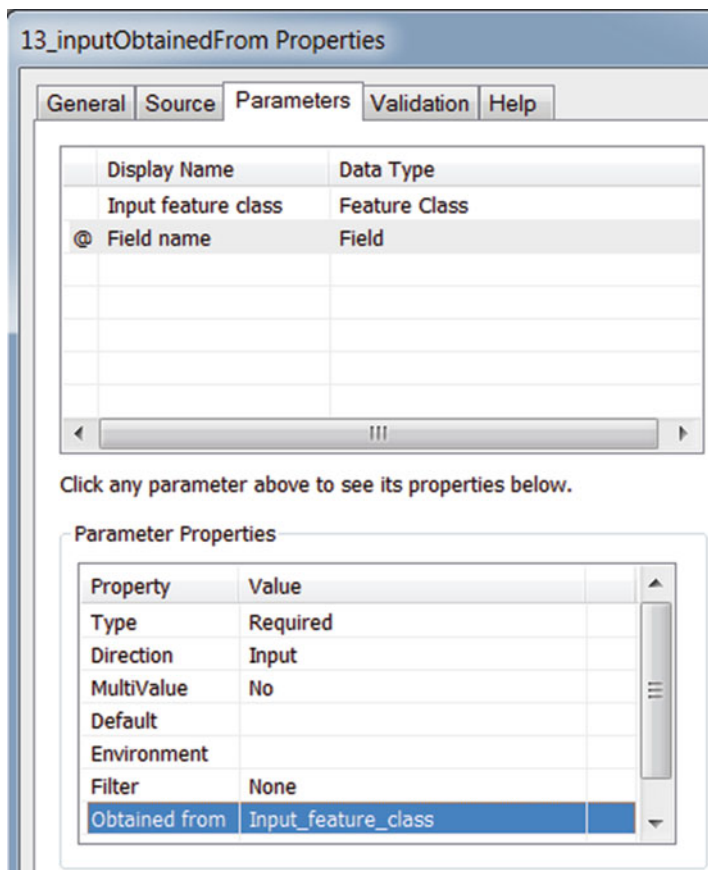 13_inputObtainedFrom Properties
General Source Parameters Validation Help
Display Name Data Type
Input feature class Feature Class
@ Field name Field
Click any parameter above to see its properties below.
Parameter Properties
Property Value
Type Required
Direction Input
MultiValue No
Default
Environment
Filter None
Obtained from Input_feature_class